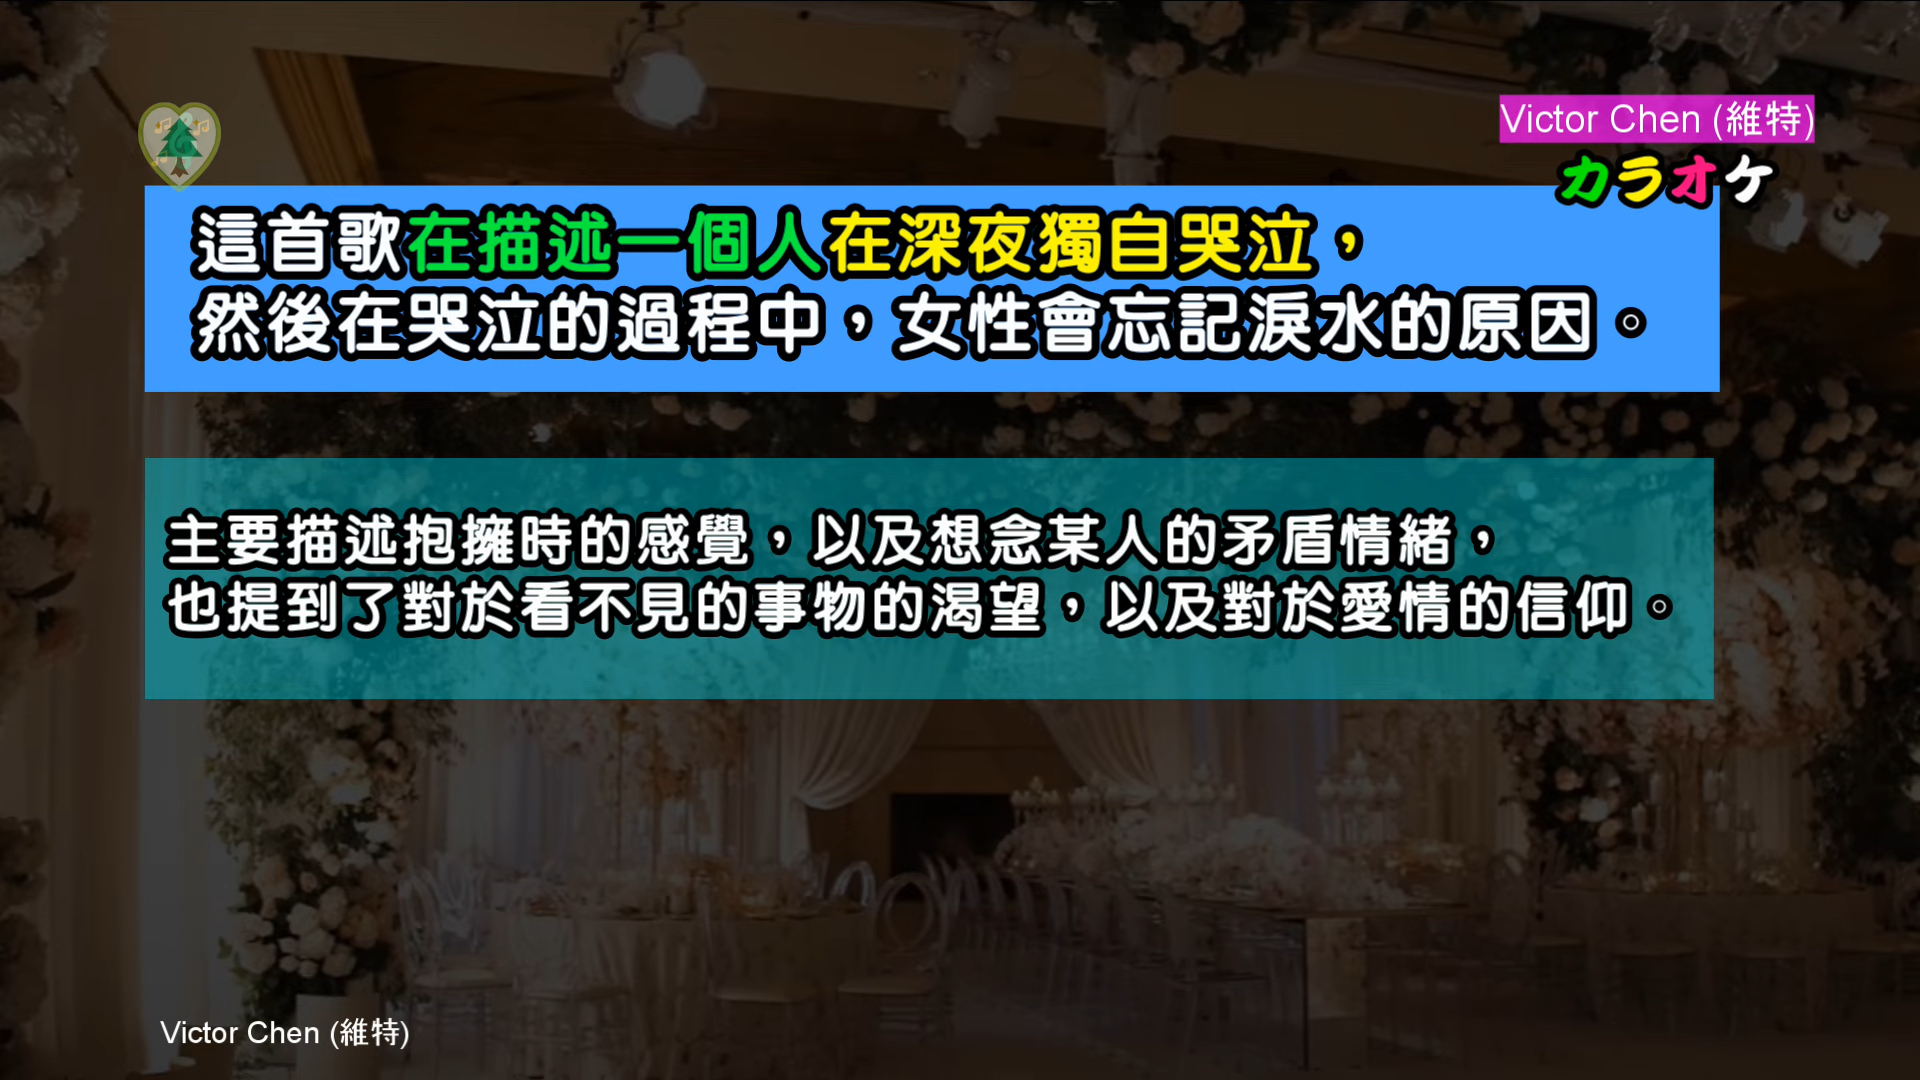 Victor Chen (維特)
カラオケ
這首歌在描述一個人在深夜獨自哭泣，
然後在哭泣的過程中，女性會忘記淚水的原因。
主要描述抱擁時的感覺，以及想念某人的矛盾情緒，
也提到了對於看不見的事物的渴望，以及對於愛情的信仰。
Victor Chen (維特)